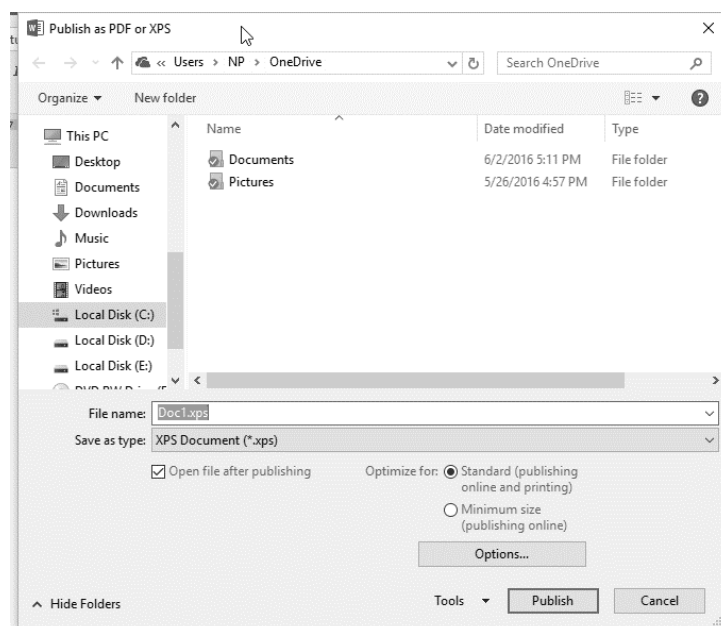 Publish as PDF or XPS
« Users > NP > OneDrive
Search OneDrive
Organize
New folder
This PC
Desktop
Documents
Downloads
Music
Pictures
Videos
Local Disk (C:)
Local Disk (D:)
Local Disk (E:)
Name
Date modified
Type
Documents
6/2/2016 5:11 PM
File folder
Pictures
5/26/2016 4:57 PM
File folder
File name:
Doc1.xps
Save as type:
XPS Document (*.xps)
Open file after publishing
Optimize for:
Standard (publishing
online and printing)
Minimum size
(publishing online)
Options...
Hide Folders
Tools
Publish
Cancel